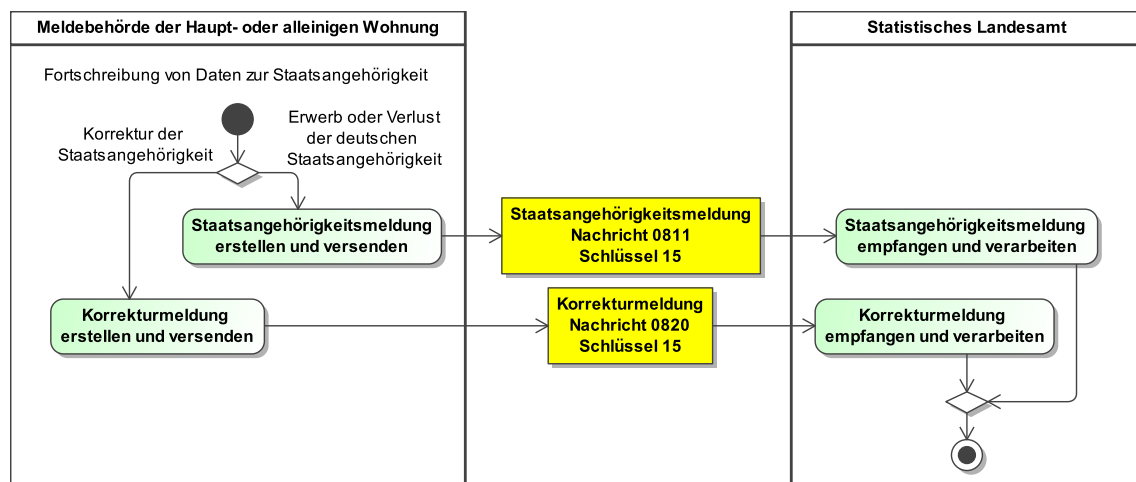 Meldebehörde der Haupt- oder alleinigen Wohnung
Statistisches Landesamt
Fortschreibung von Daten zur Staatsangehörigkeit
Korrektur der
Staatsangehörigkeit
Erwerb oder Verlust
der deutschen
Staatsangehörigkeit
Staatsangehörigkeitsmeldung
erstellen und versenden
Staatsangehörigkeitsmeldung
Nachricht 0811
Schlüssel 15
Staatsangehörigkeitsmeldung
empfangen und verarbeiten
Korrekturmeldung
erstellen und versenden
Korrekturmeldung
Nachricht 0820
Schlüssel 15
Korrekturmeldung
empfangen und verarbeiten